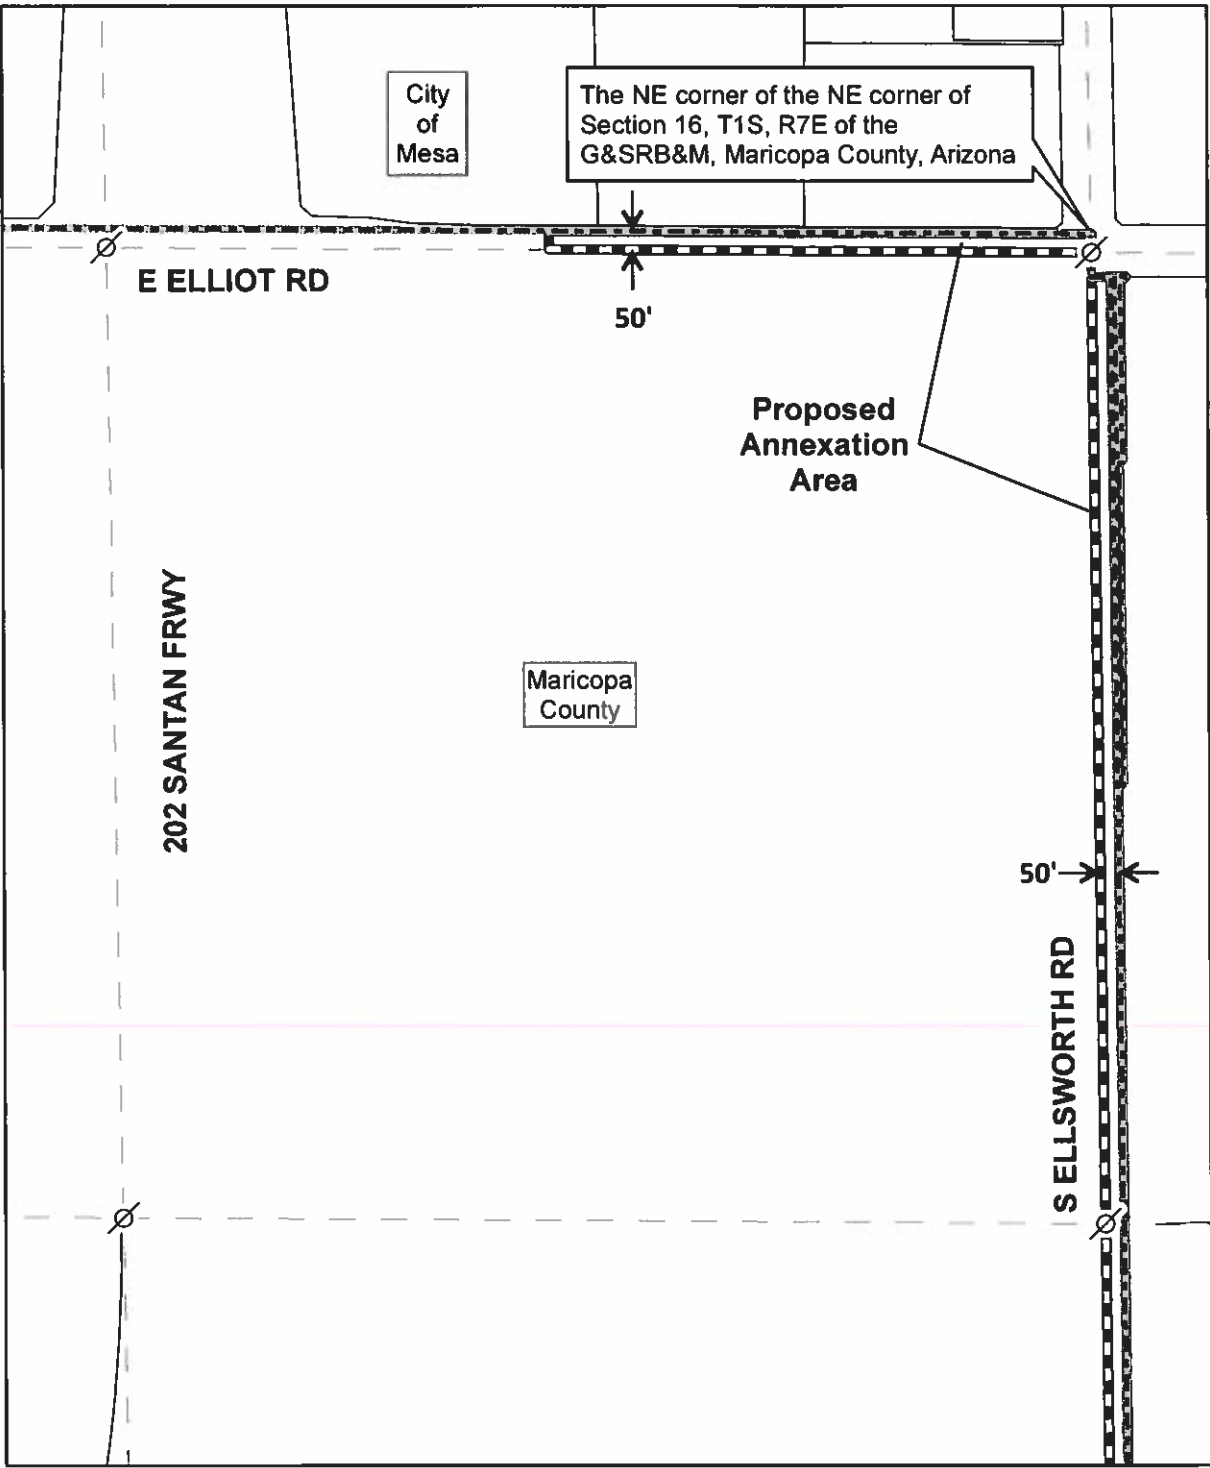 City
of
Mesa
The NE corner of the NE corner of
Section 16, T1S, R7E of the
G&SRB&M, Maricopa County, Arizona
E ELLIOT RD
50'
Proposed
Annexation
Area
202 SANTAN FRWY
Maricopa
County
50'
S ELLSWORTH RD